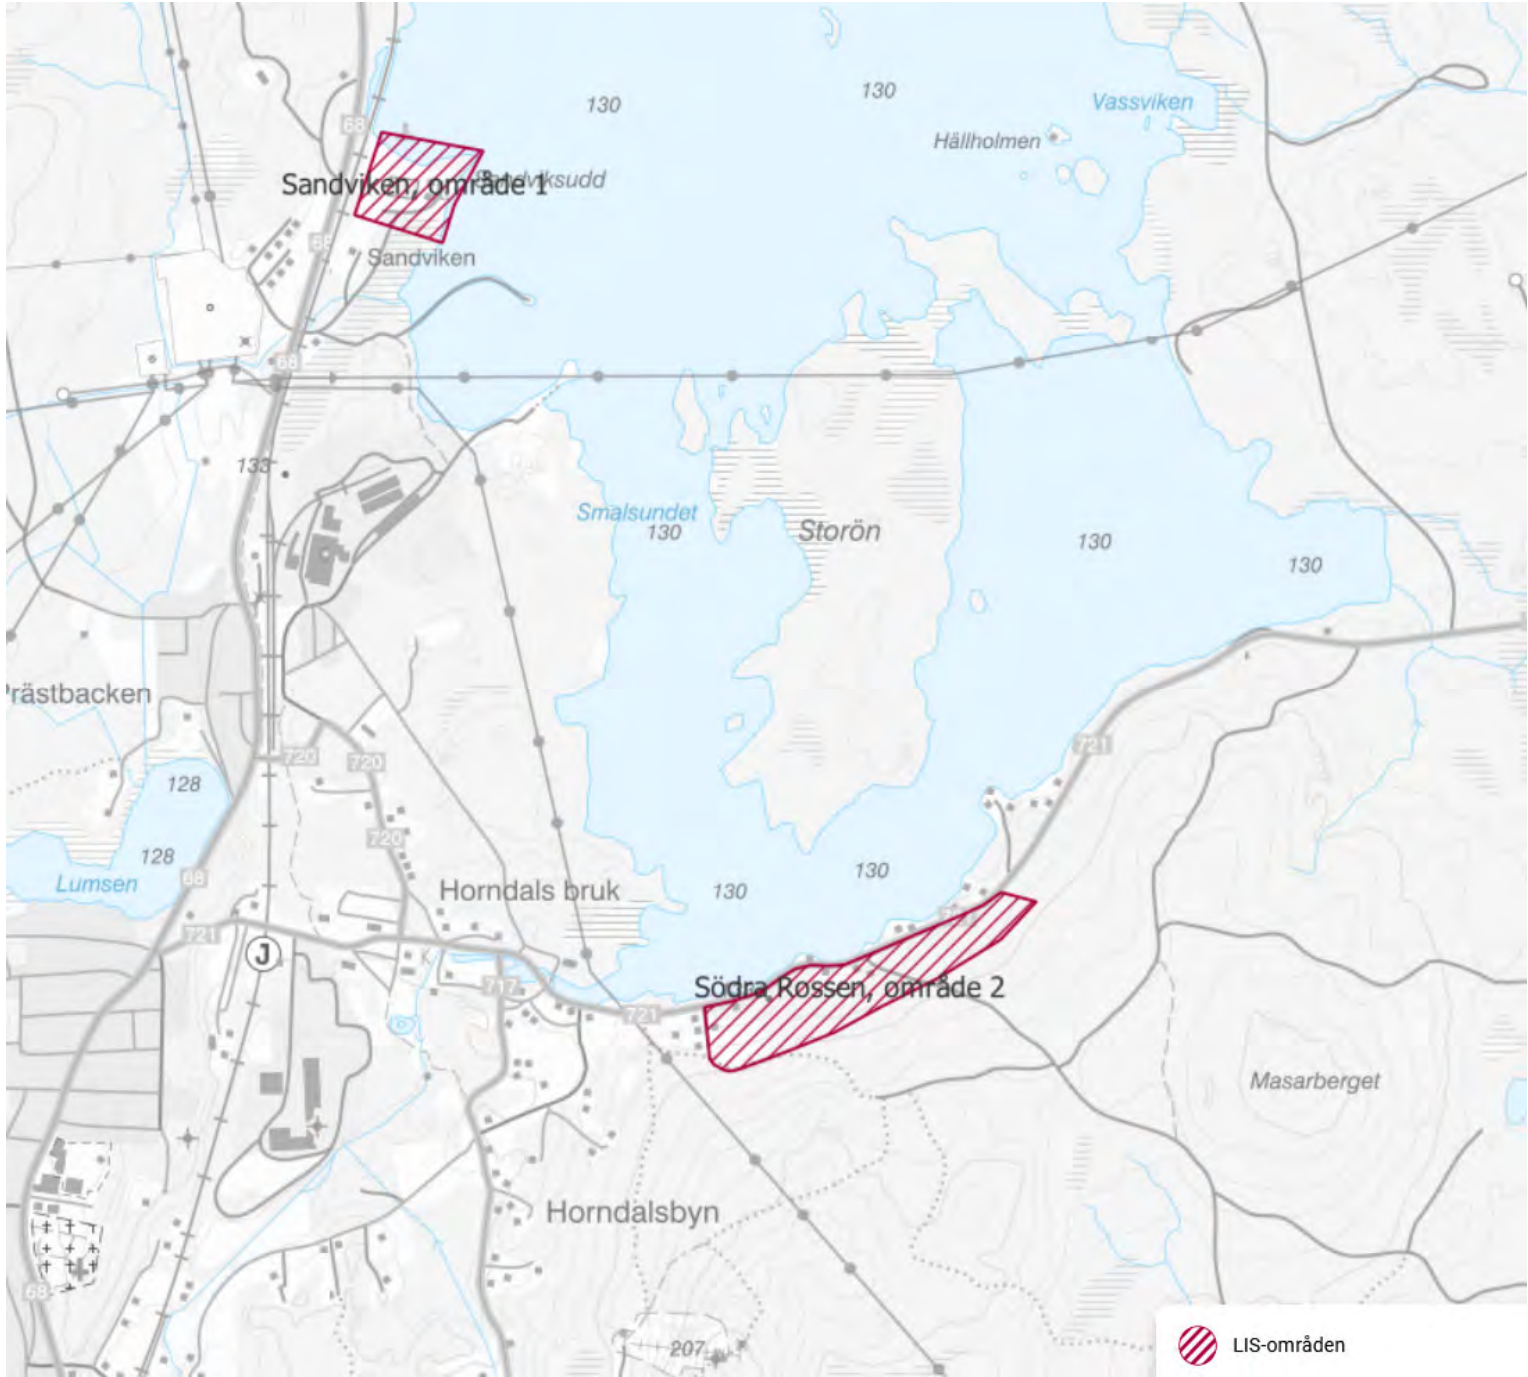 130
130
Vassviken
68
Hällholmen
Sandviken, område 1
Sandviksudd
68
Sandviken
68
133
Smalsundet
130
Storön
130
130
Prästbacken
720
720
721
128
720
128
130
130
Lumsen
68
Horndals bruk
721
J
K
717
Södra Rossen, område 2
721
Masarberget
Horndalsbyn
68
207
LIS-områden